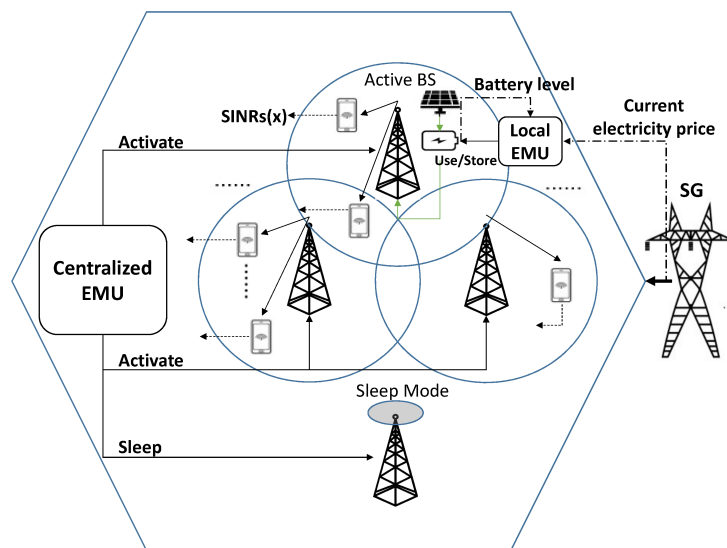 Active BS
Battery level
SINRs(x)
Current
electricity price
Activate
Local
EMU
Use/Store
SG
Centralized
EMU
Activate
Sleep Mode
Sleep